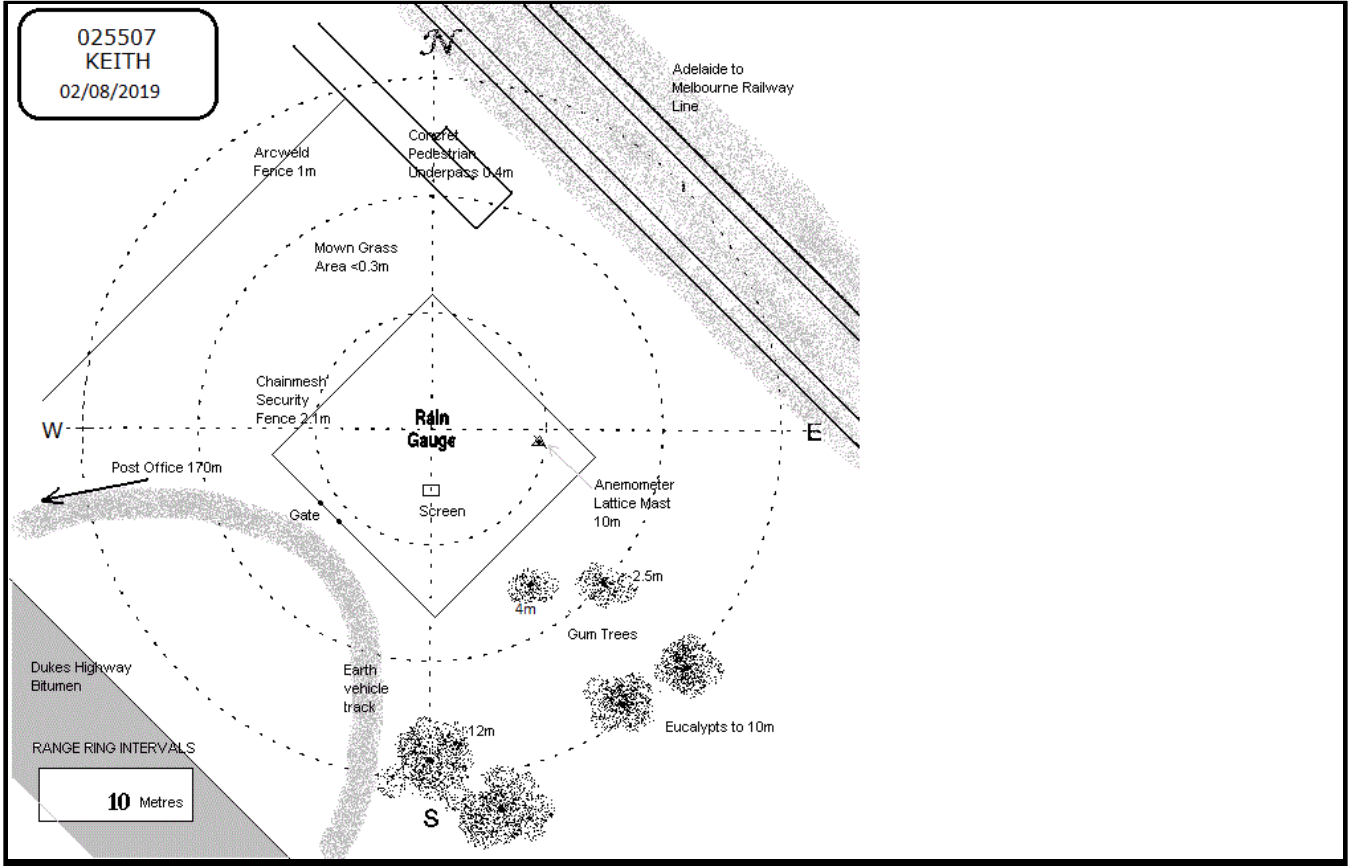 025507
KEITH
02/08/2019
N
Adelaide to
Melbourne Railway
Line
Concret
Pedestrian
Underpass 0.4m
Arcweld
Fence 1m
Mown Grass
Area <0.3m
Chainmesh
Security
Fence 2.1m
Rain
Gauge
W
E
Post Office 170m
Anemometer
Lattice Mast
10m
Gate
Screen
2.5m
4m
Gum Trees
Dukes Highway
Bitumen
Earth
vehicle
track
Eucalypts to 10m
12m
RANGE RING INTERVALS
10 Metres
S